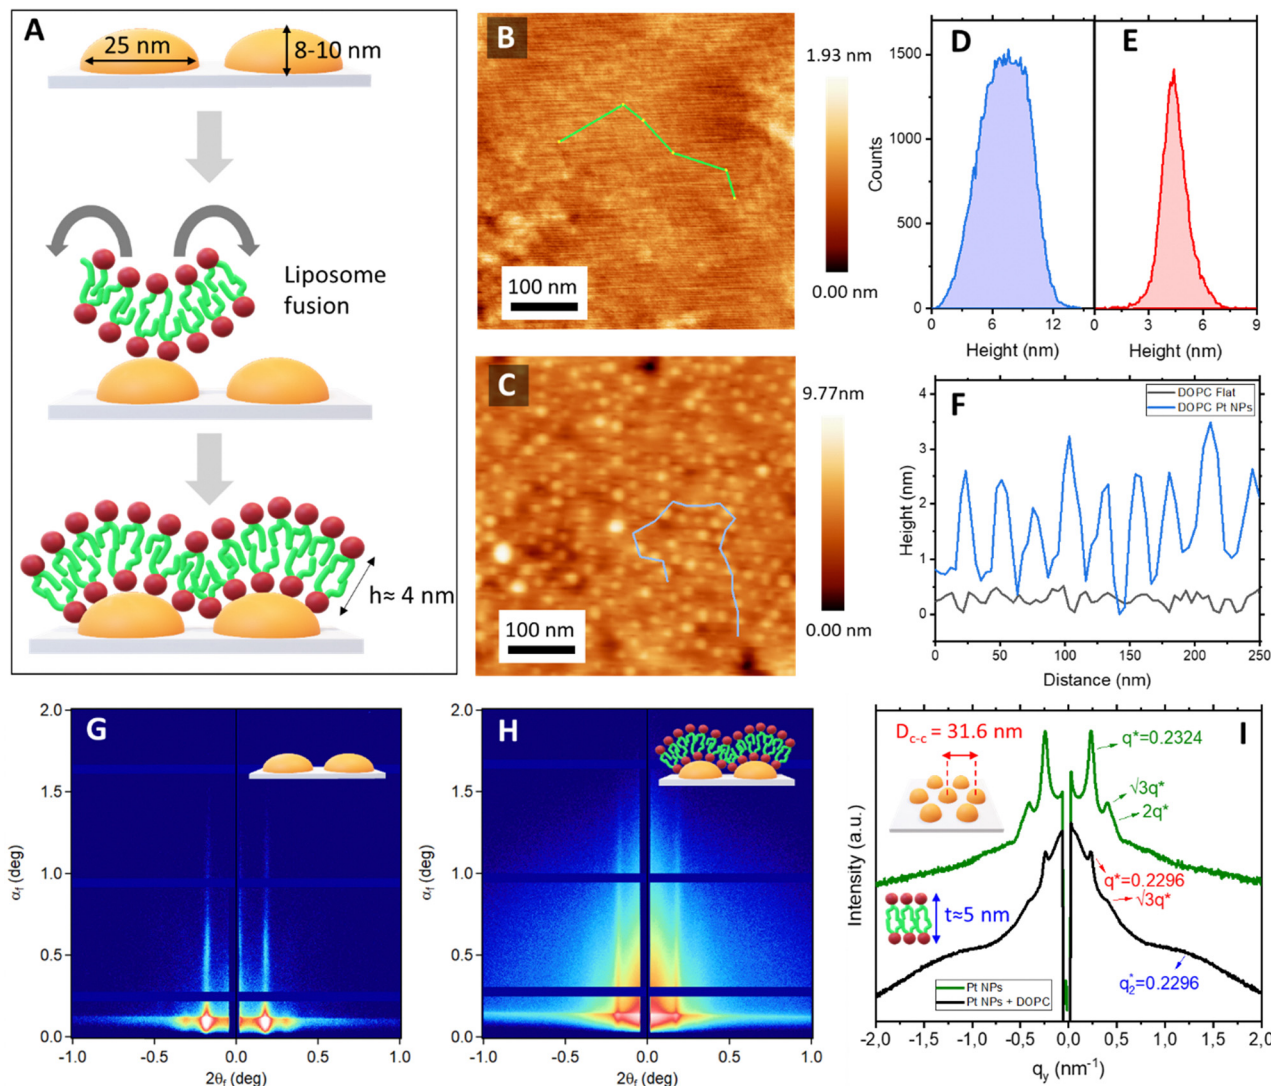 A
25 nm
8-10 nm
Liposome
fusion
h≈ 4 nm
B
100 nm
1.93 nm
0.00 nm
C
100 nm
9.77nm
0.00 nm
D
E
1500
1000
500
0
Counts
0
6
12
0
3
6
9
Height (nm)
Height (nm)
F
DOPC Flat
DOPC Pt NPs
4
3
2
1
0
Height (nm)
0
50
100
150
200
250
Distance (nm)
G
2.0
1.5
1.0
0.5
0.0
αf (deg)
-1.0
-0.5
0.0
0.5
1.0
2θf (deg)
H
2.0
1.5
1.0
0.5
0.0
αf (deg)
-1.0
-0.5
0.0
0.5
1.0
2θf (deg)
I
Dc-c = 31.6 nm
q*=0.2324
√3q*
2q*
q*=0.2296
√3q*
t≈5 nm
q2*=0.2296
Pt NPs
Pt NPs + DOPC
Intensity (a.u.)
-2,0
-1,5
-1,0
-0,5
0,0
0,5
1,0
1,5
2,0
qy (nm-1)